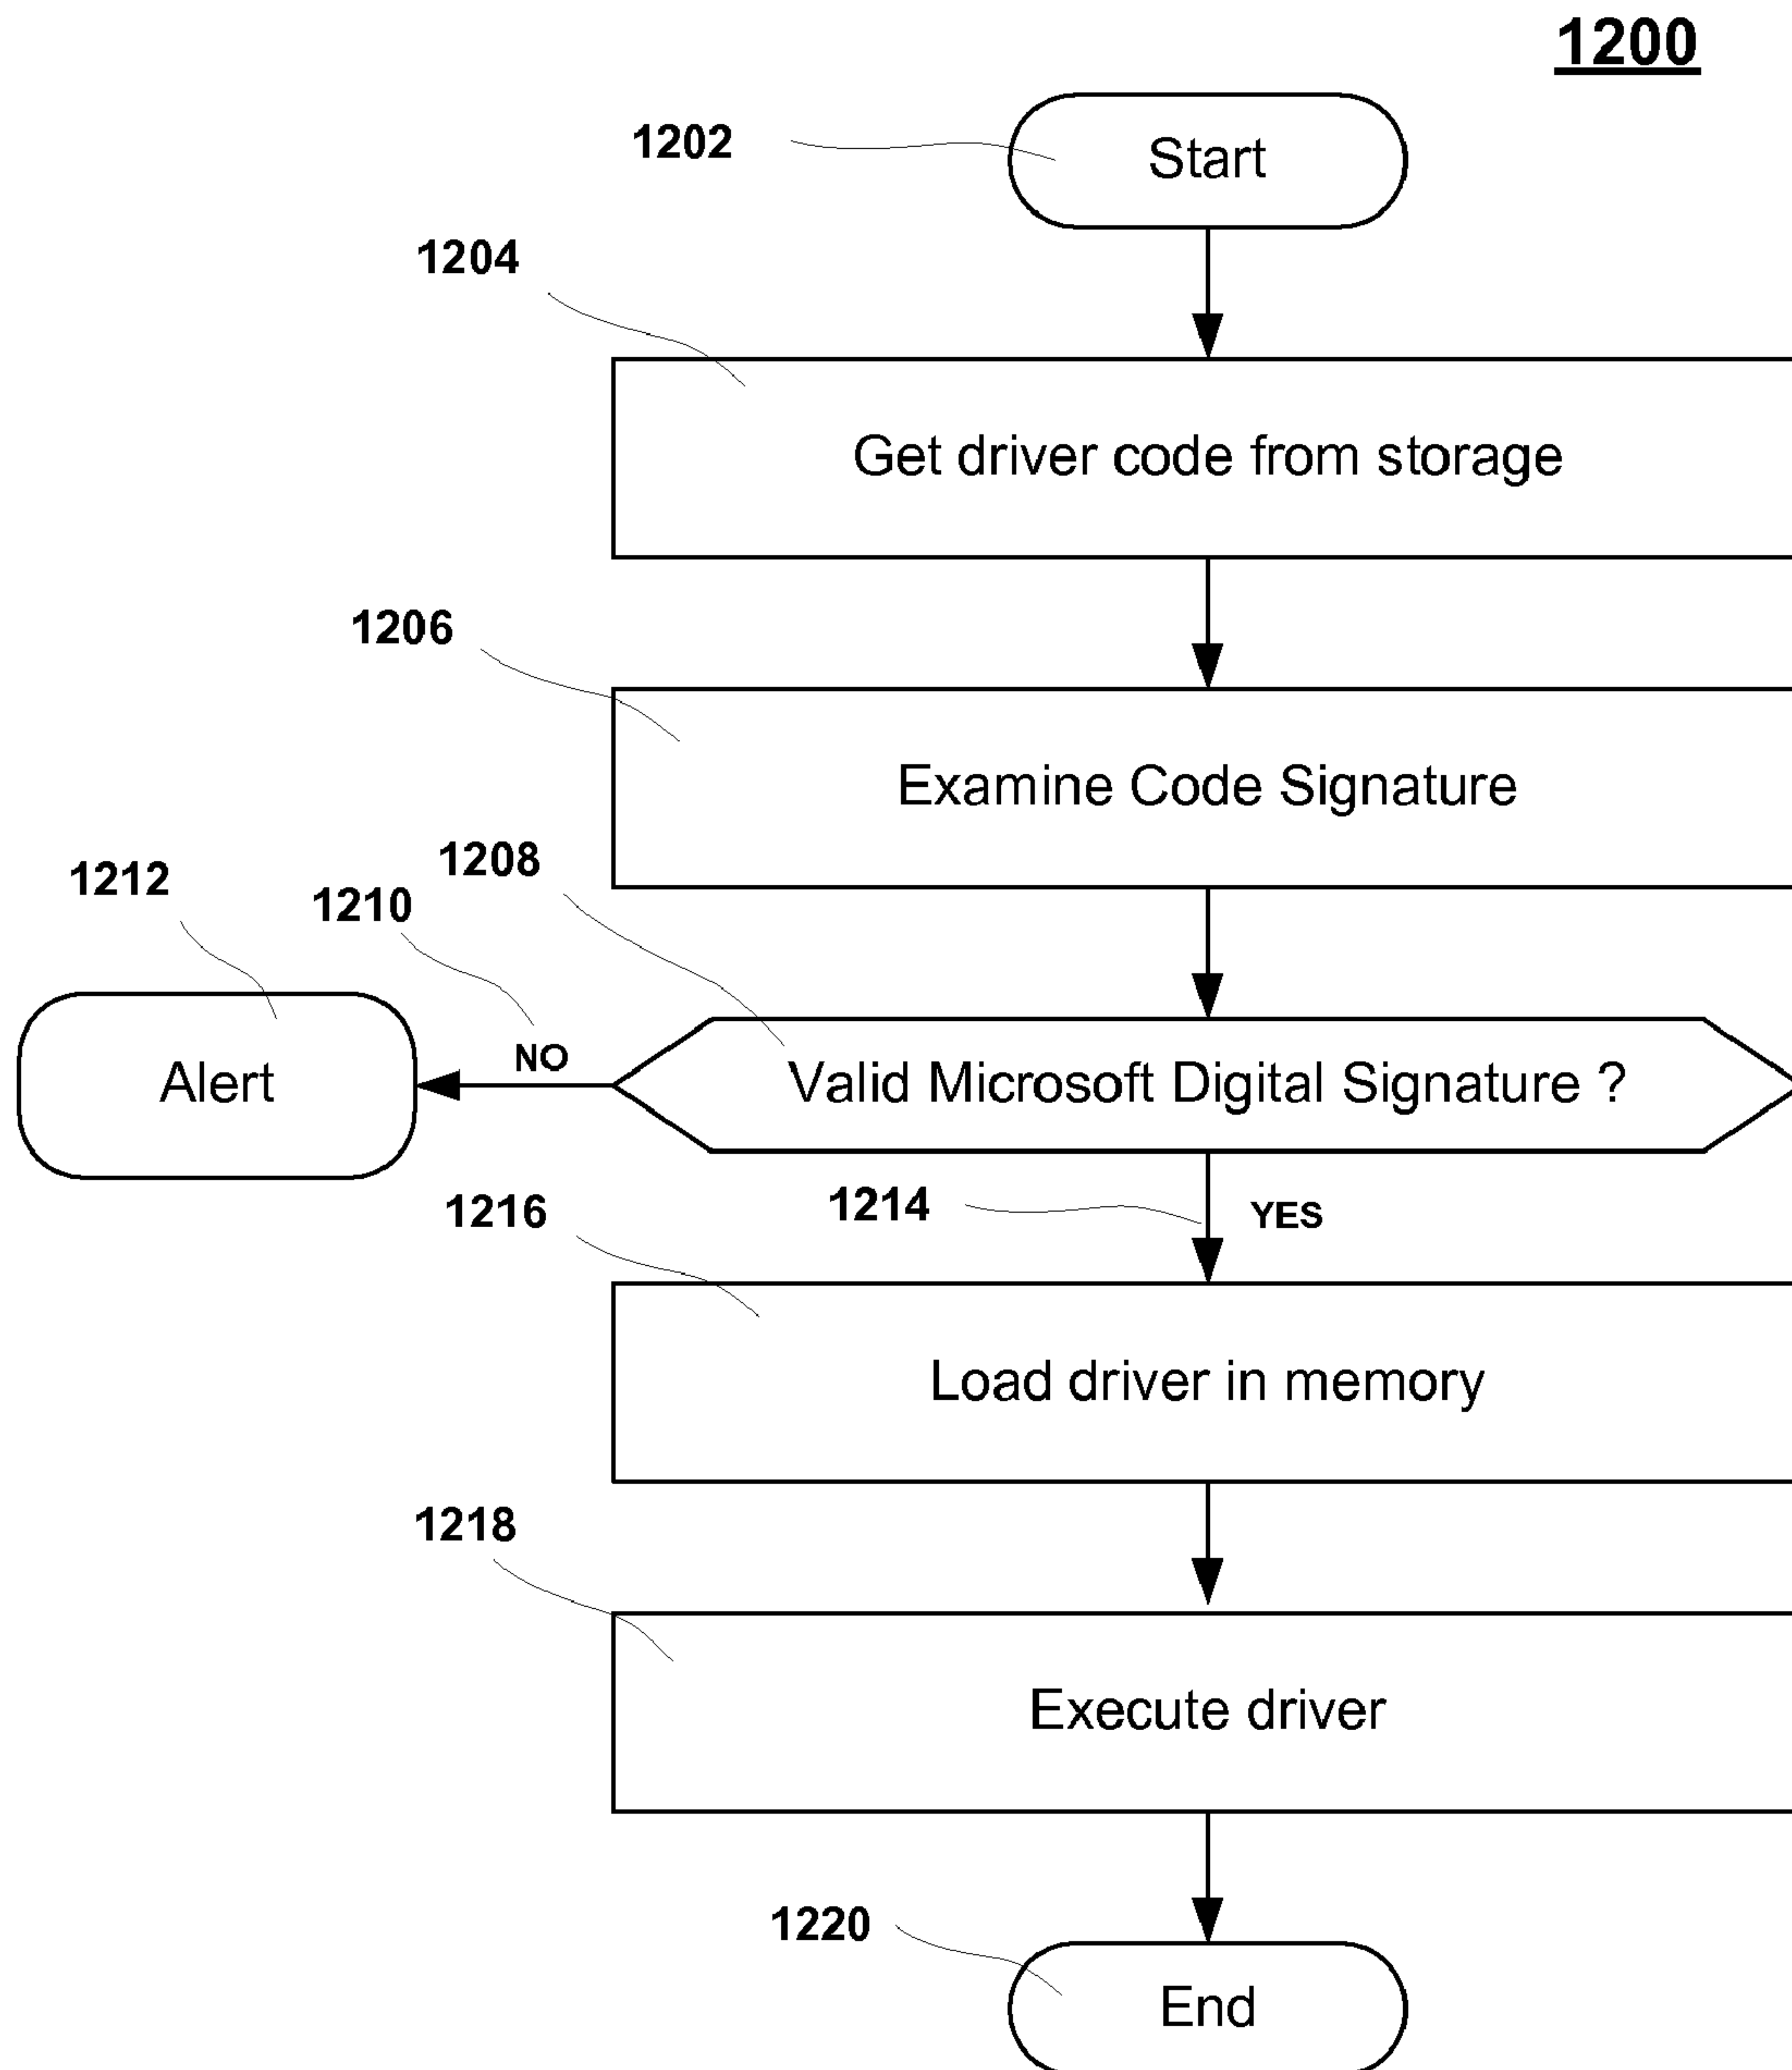 1200
1202
Start
1204
Get driver code from storage
1206
Examine Code Signature
1208
1212
1210
NO
Alert
Valid Microsoft Digital Signature ?
1216
1214
YES
Load driver in memory
1218
Execute driver
1220
End